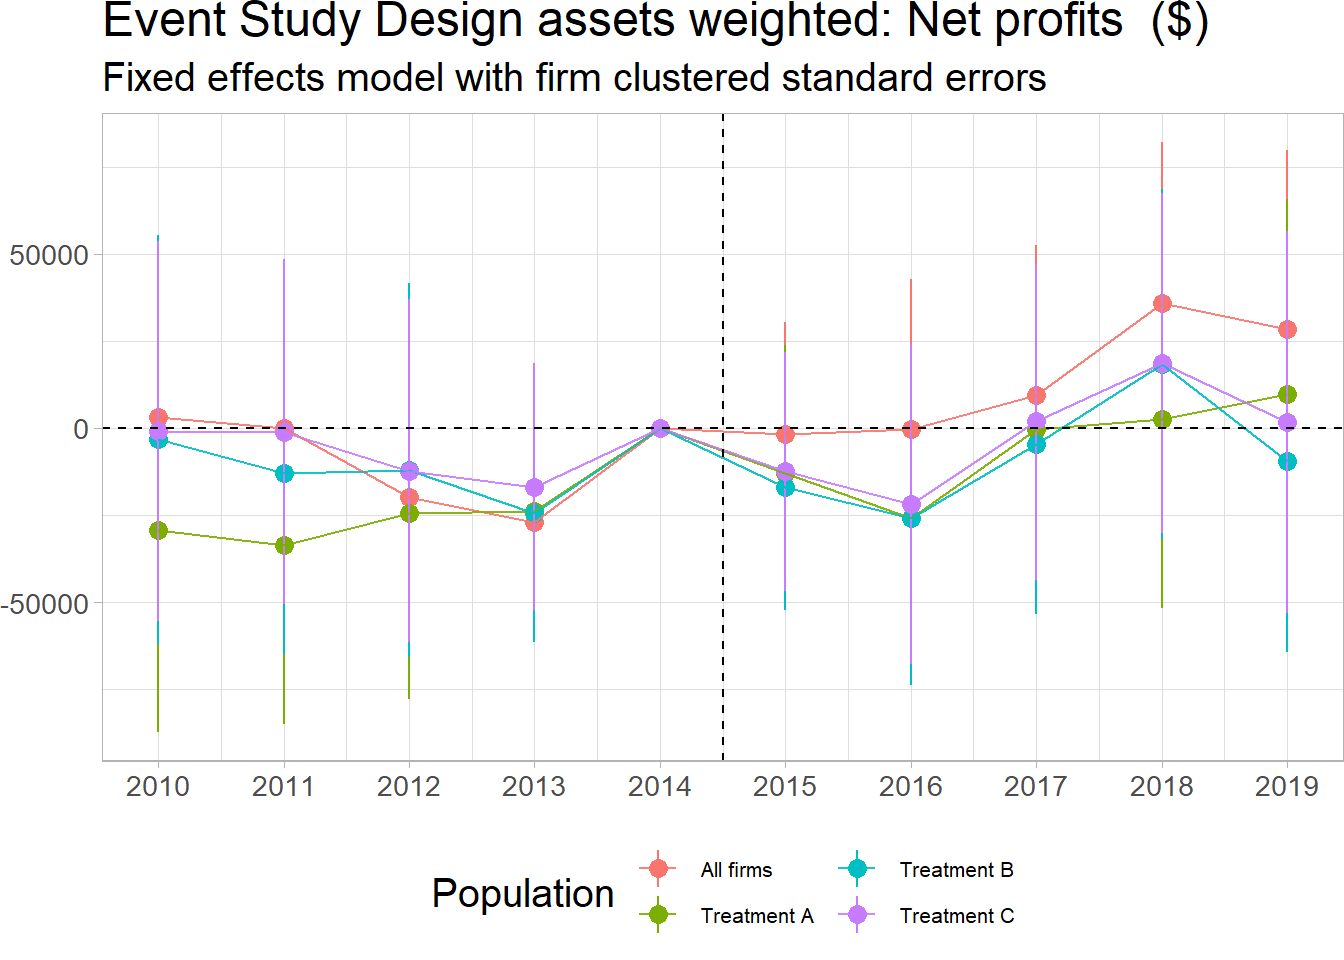 Event Study Design assets weighted: Net profits  ($)
Fixed effects model with firm clustered standard errors
50000
0
-50000
2010 2011 2012 2013 2014 2015 2016 2017 2018 2019
Population
All firms
Treatment A
Treatment B
Treatment C